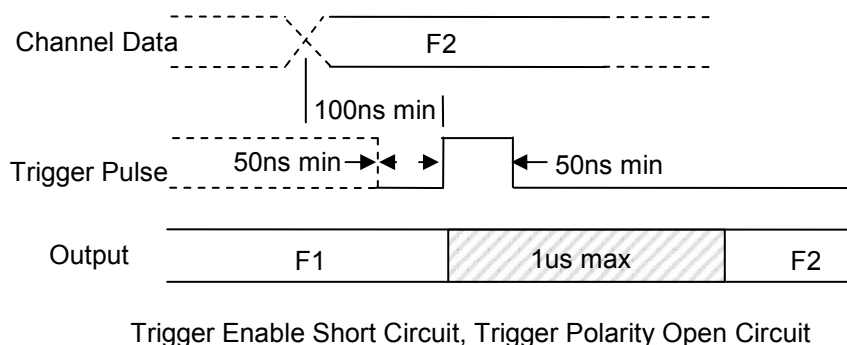 Channel Data
F2
100ns min
Trigger Pulse
50ns min
50ns min
Output
F1
1us max
F2
Trigger Enable Short Circuit, Trigger Polarity Open Circuit